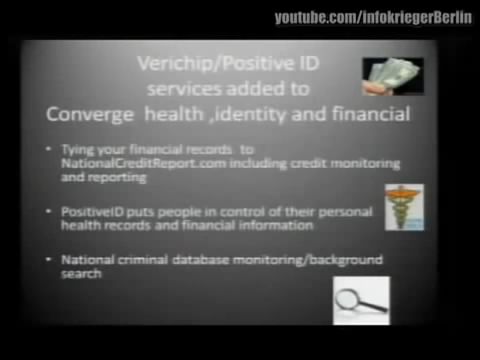 youtube.com/infokriegerBerlin
Verichip/Positive ID
services added to
Converge health ,identity and financial
• Tying your financial records to
NationalCreditReport.com including credit monitoring
and reporting
• PositiveID puts people in control of their personal
health records and financial information
• National criminal database monitoring/background
search